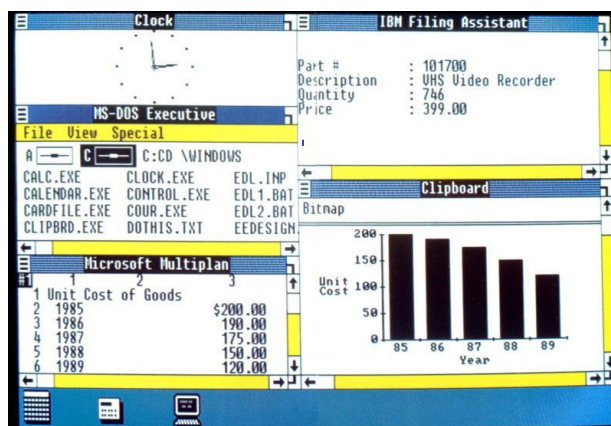 Clock
MS-DOS Executive
File View Special
A C C:CD \WINDOWS
CALC.EXE CLOCK.EXE EDL.INP
CALENDAR.EXE CONTROL.EXE EDL1.BAT
CARDFILE.EXE COUR.EXE EDL2.BAT
CLIPBRD.EXE DOTHIS.TXT EEDESIGN
Microsoft Multiplan
#1 1 2 3
1 Unit Cost of Goods
2 1985 $200.00
3 1986 190.00
4 1987 175.00
5 1988 150.00
6 1989 120.00
IBM Filing Assistant
Part # : 101700
Description : VHS Video Recorder
Quantity : 746
Price : 399.00
Clipboard
Bitmap
200
150
Unit
Cost 100
50
0
85 86 87 88 89
Year